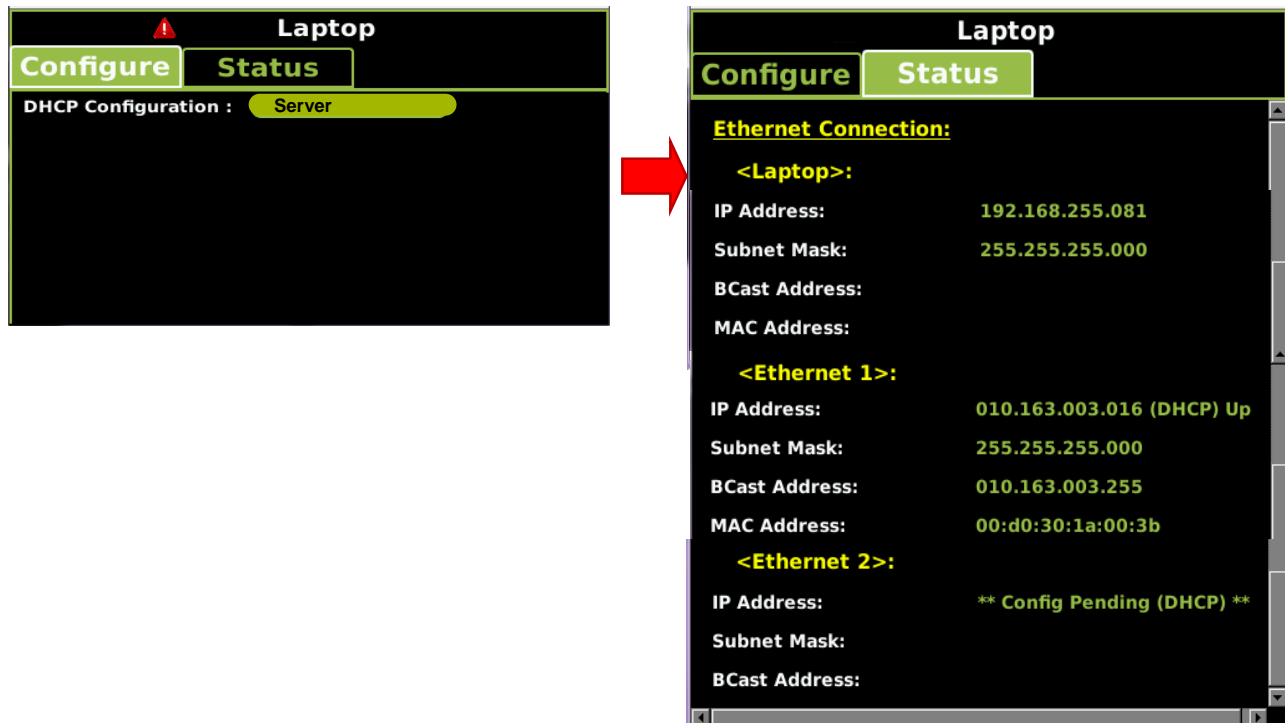 Laptop
Configure Status
DHCP Configuration : Server
Laptop
Configure Status
Ethernet Connection:
<Laptop>:
IP Address: 192.168.255.081
Subnet Mask: 255.255.255.000
BCast Address:
MAC Address:
<Ethernet 1>:
IP Address: 010.163.003.016 (DHCP) Up
Subnet Mask: 255.255.255.000
BCast Address: 010.163.003.255
MAC Address: 00:d0:30:1a:00:3b
<Ethernet 2>:
IP Address: ** Config Pending (DHCP) **
Subnet Mask:
BCast Address: